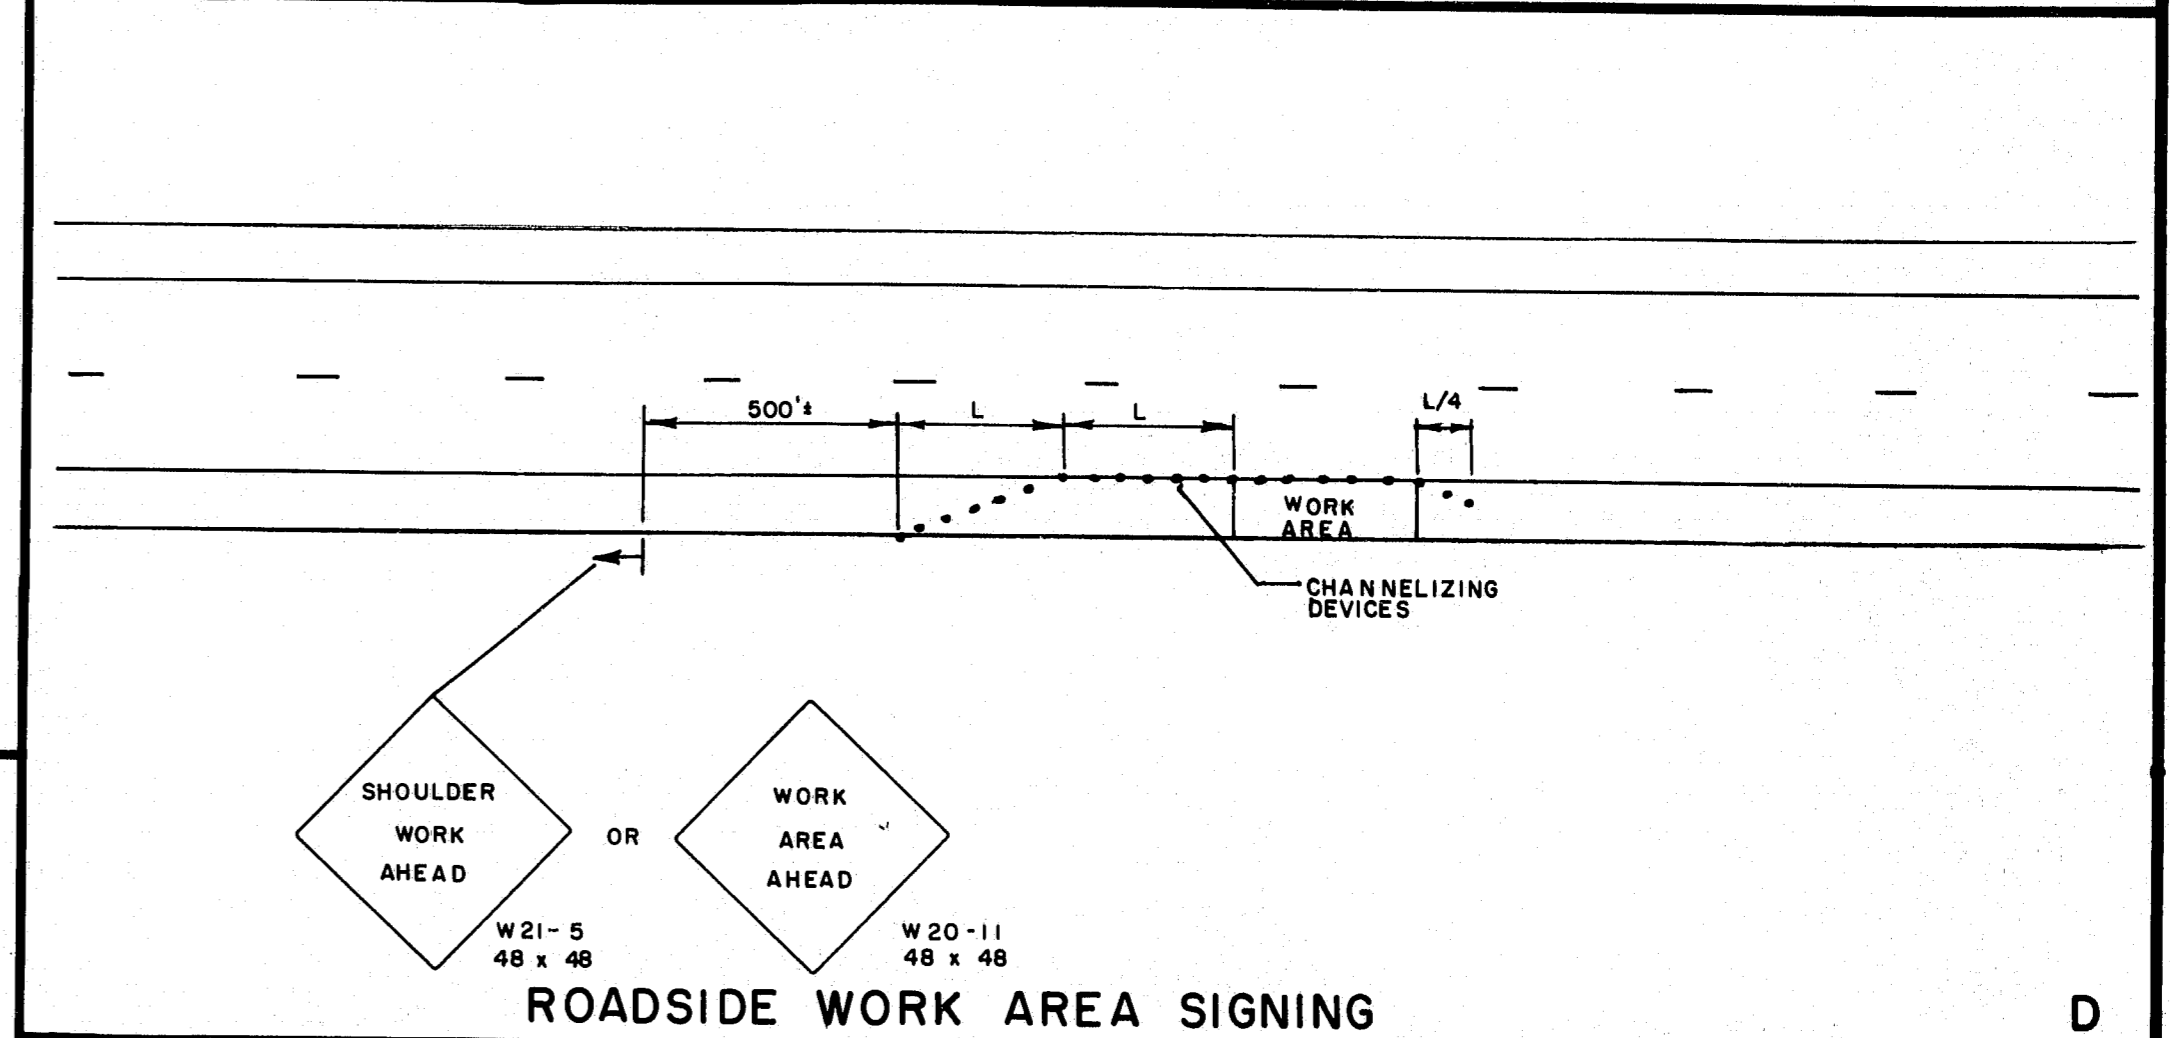 500'±
L
L
L/4
WORK
AREA
CHANNELIZING
DEVICES
SHOULDER
WORK
AHEAD
OR
WORK
AREA
AHEAD
W21-5
48 x 48
W20-11
48 x 48
ROADSIDE WORK AREA SIGNING
D